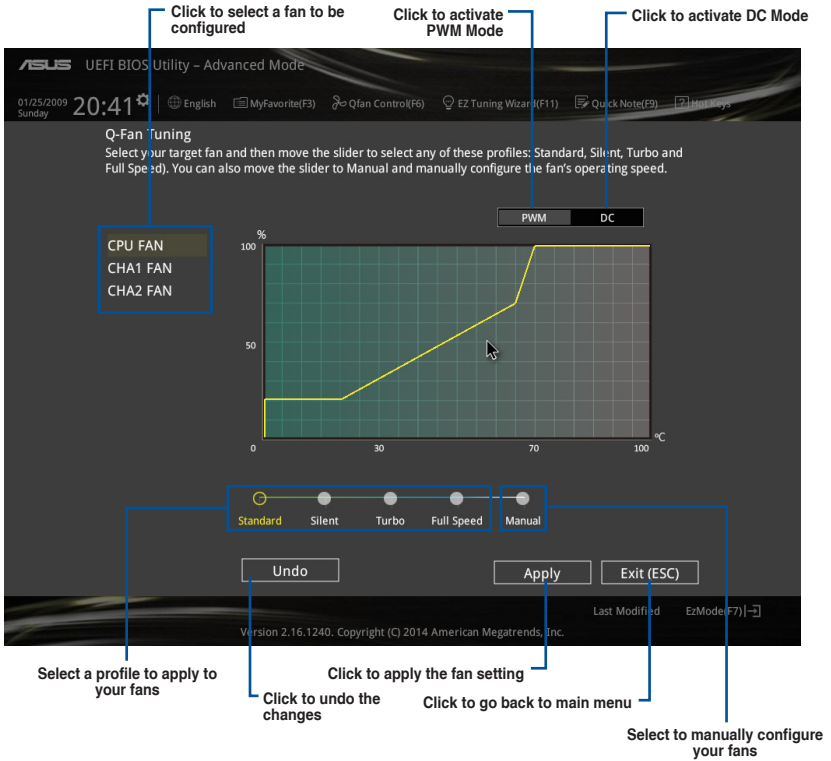 Click to select a fan to be
configured
Click to activate
PWM Mode
Click to activate DC Mode
ASUS UEFI BIOS Utility – Advanced Mode
01/25/2009
Sunday
20:41
English
MyFavorite(F3)
Qfan Control(F6)
EZ Tuning Wizard(F11)
Quick Note(F9)
? Hot Keys
Q-Fan Tuning
Select your target fan and then move the slider to select any of these profiles: Standard, Silent, Turbo and
Full Speed). You can also move the slider to Manual and manually configure the fan's operating speed.
PWM DC
CPU FAN
CHA1 FAN
CHA2 FAN
%
100
50
0 30 70 100
ºC
Standard Silent Turbo Full Speed Manual
Undo
Apply
Exit (ESC)
Last Modified
EzMode(F7)
Version 2.16.1240. Copyright (C) 2014 American Megatrends, Inc.
Select a profile to apply to
your fans
Click to undo the
changes
Click to apply the fan setting
Click to go back to main menu
Select to manually configure
your fans